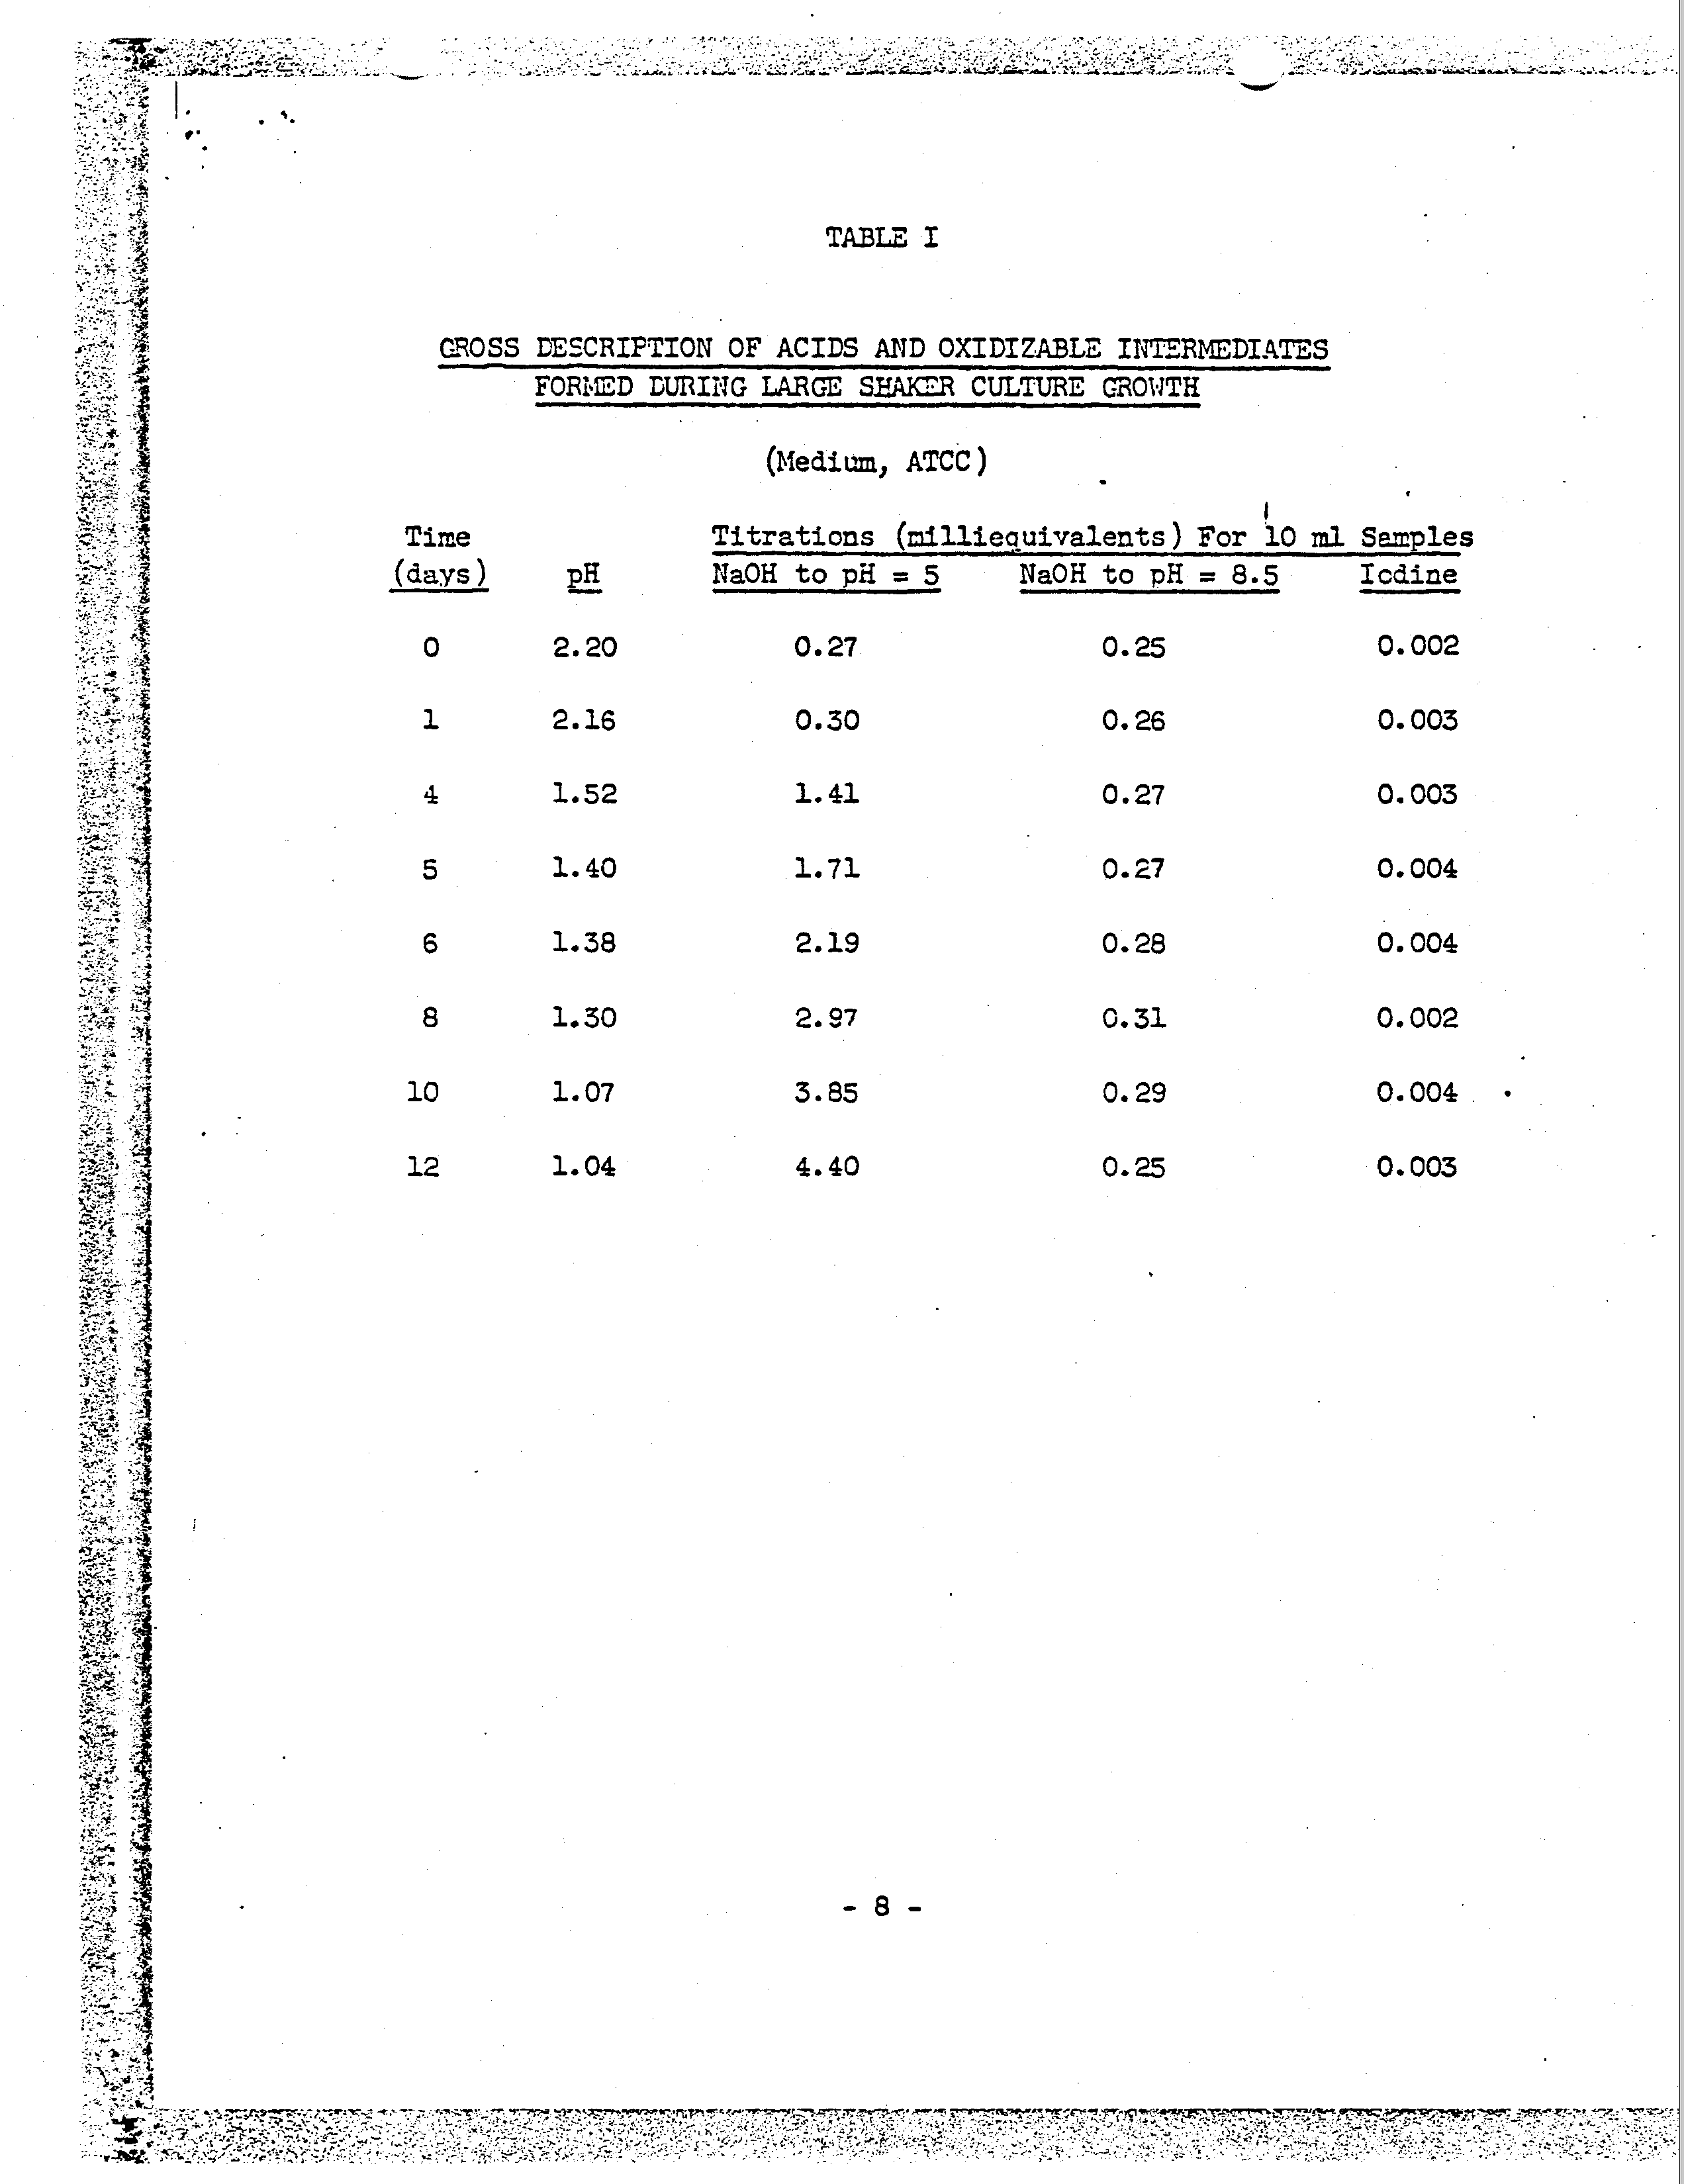 TABLE I
GROSS DESCRIPTION OF ACIDS AND OXIDIZABLE INTERMEDIATES
FORMED DURING LARGE SHAKER CULTURE GROWTH
(Medium, ATCC)
Time Titrations (milliequivalents) For 10 ml Samples
(days) pH NaOH to pH = 5 NaOH to pH = 8.5 Iodine
0 2.20 0.27 0.25 0.002
1 2.16 0.30 0.26 0.003
4 1.52 1.41 0.27 0.003
5 1.40 1.71 0.27 0.004
6 1.38 2.19 0.28 0.004
8 1.30 2.97 0.31 0.002
10 1.07 3.85 0.29 0.004
12 1.04 4.40 0.25 0.003
- 8 -